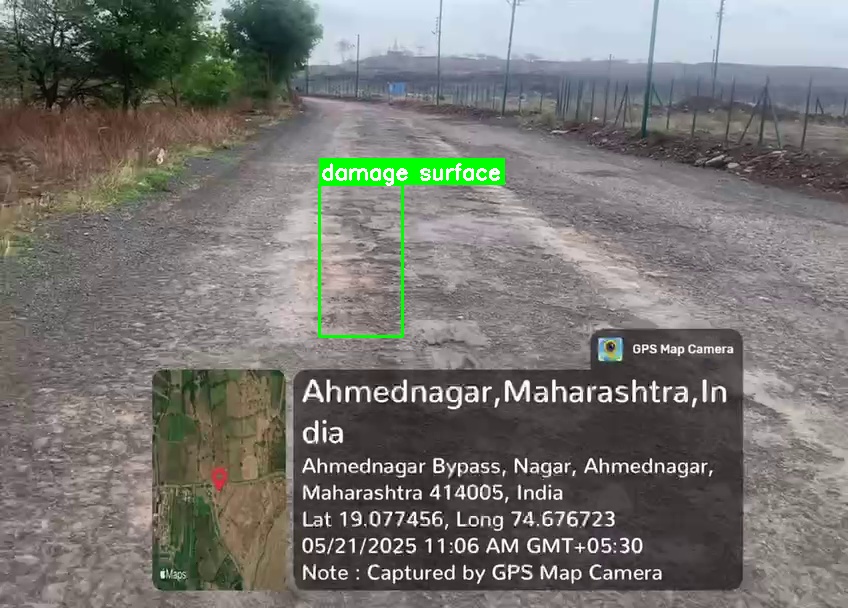 damage surface
GPS Map Camera
Ahmednagar,Maharashtra,In
dia
Ahmednagar Bypass, Nagar, Ahmednagar,
Maharashtra 414005, India
Lat 19.077456, Long 74.676723
05/21/2025 11:06 AM GMT+05:30
Note : Captured by GPS Map Camera
Maps